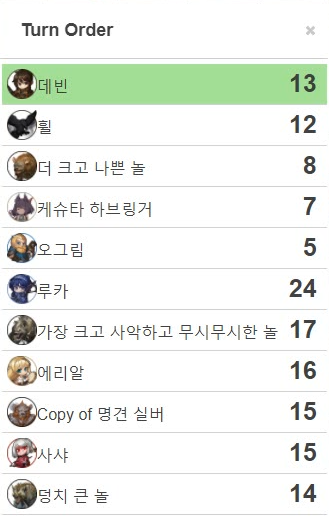 Turn Order ×
데빈 13
휠 12
더 크고 나쁜 놀 8
케슈타 하브링거 7
오그림 5
루카 24
가장 크고 사악하고 무시무시한 놀 17
에리알 16
Copy of 명견 실버 15
사샤 15
덩치 큰 놀 14